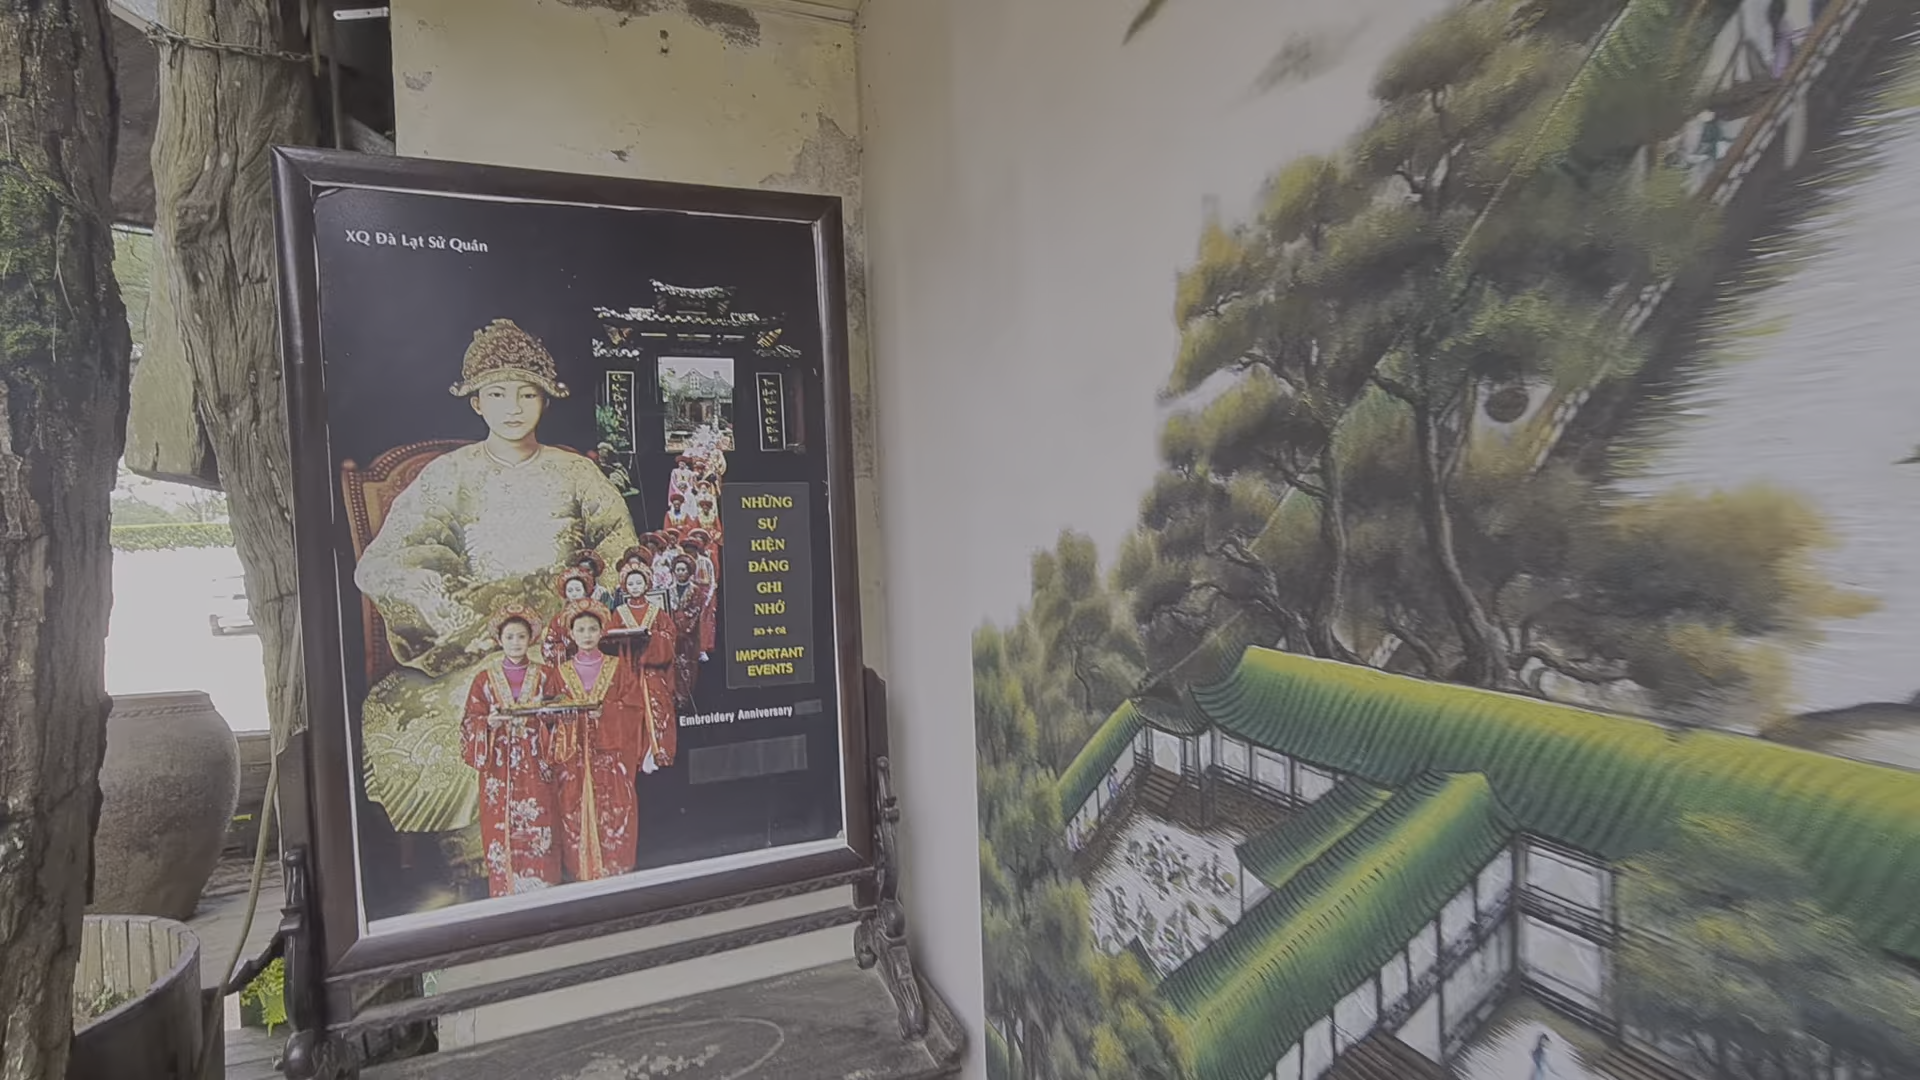 XQ Đà Lạt Sử Quán
NHỮNG
SỰ
KIỆN
ĐÁNG
GHI
NHỚ
IMPORTANT
EVENTS
Embroidery Anniversary